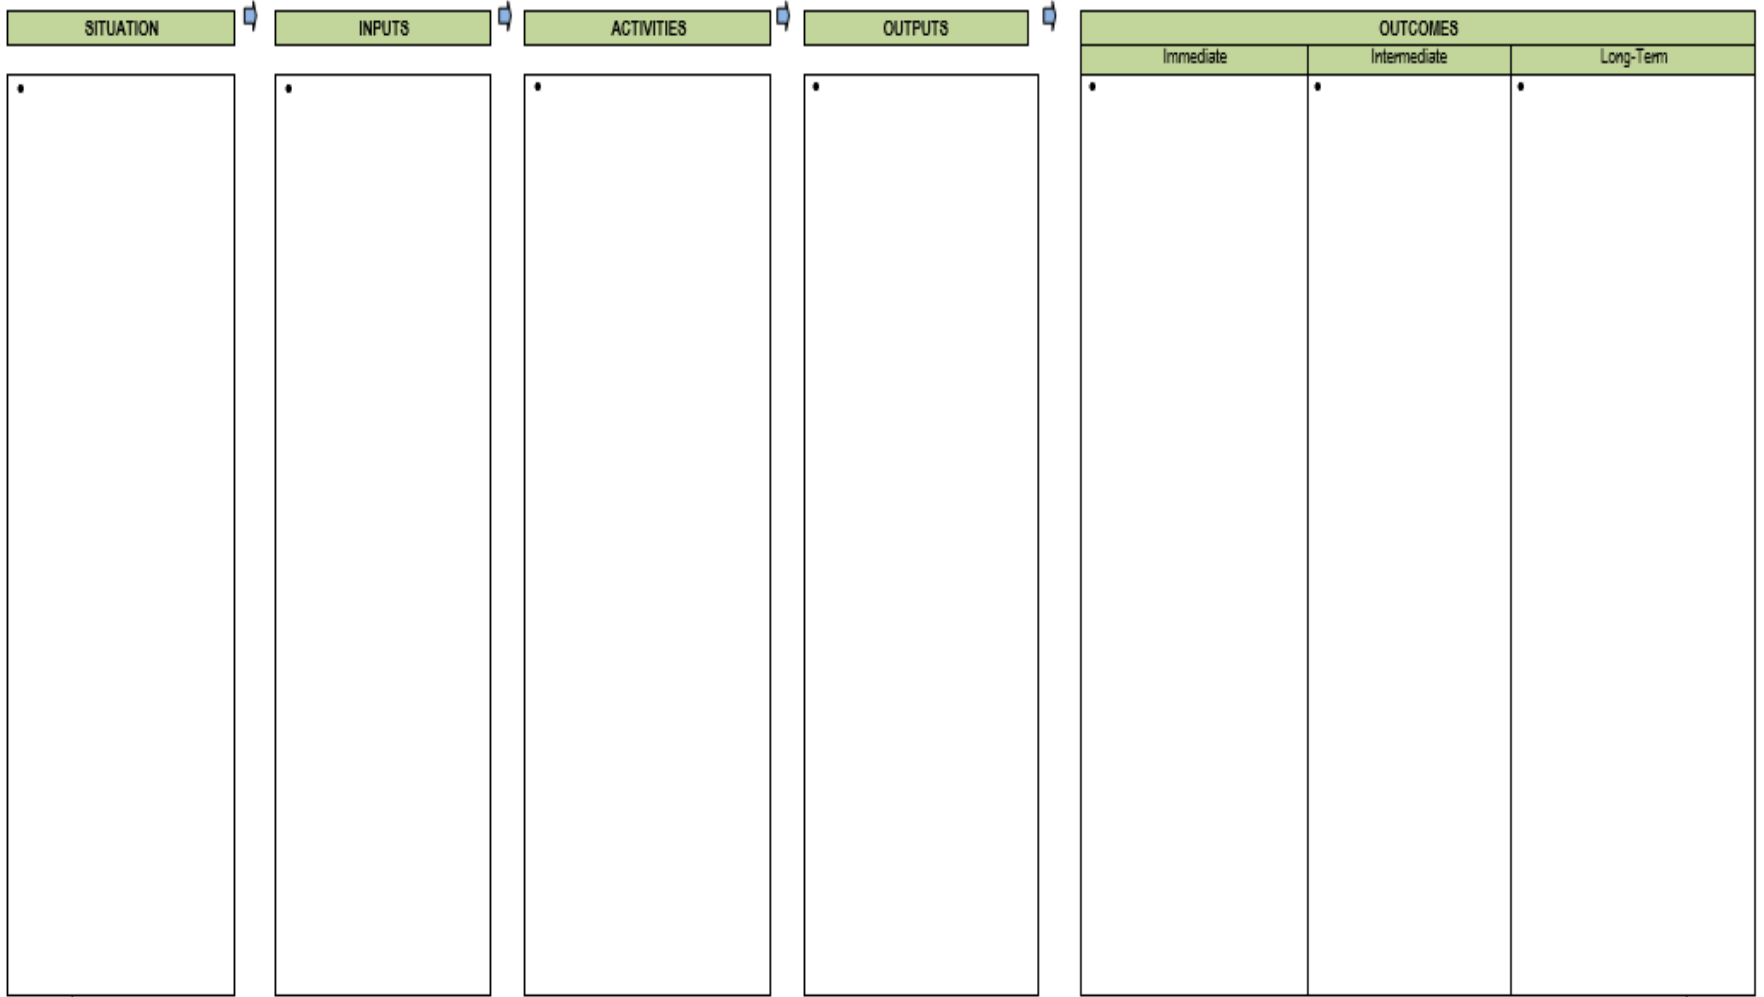 SITUATION
INPUTS
ACTIVITIES
OUTPUTS
OUTCOMES
Immediate
Intermediate
Long-Term
•
•
•
•
•
•
•